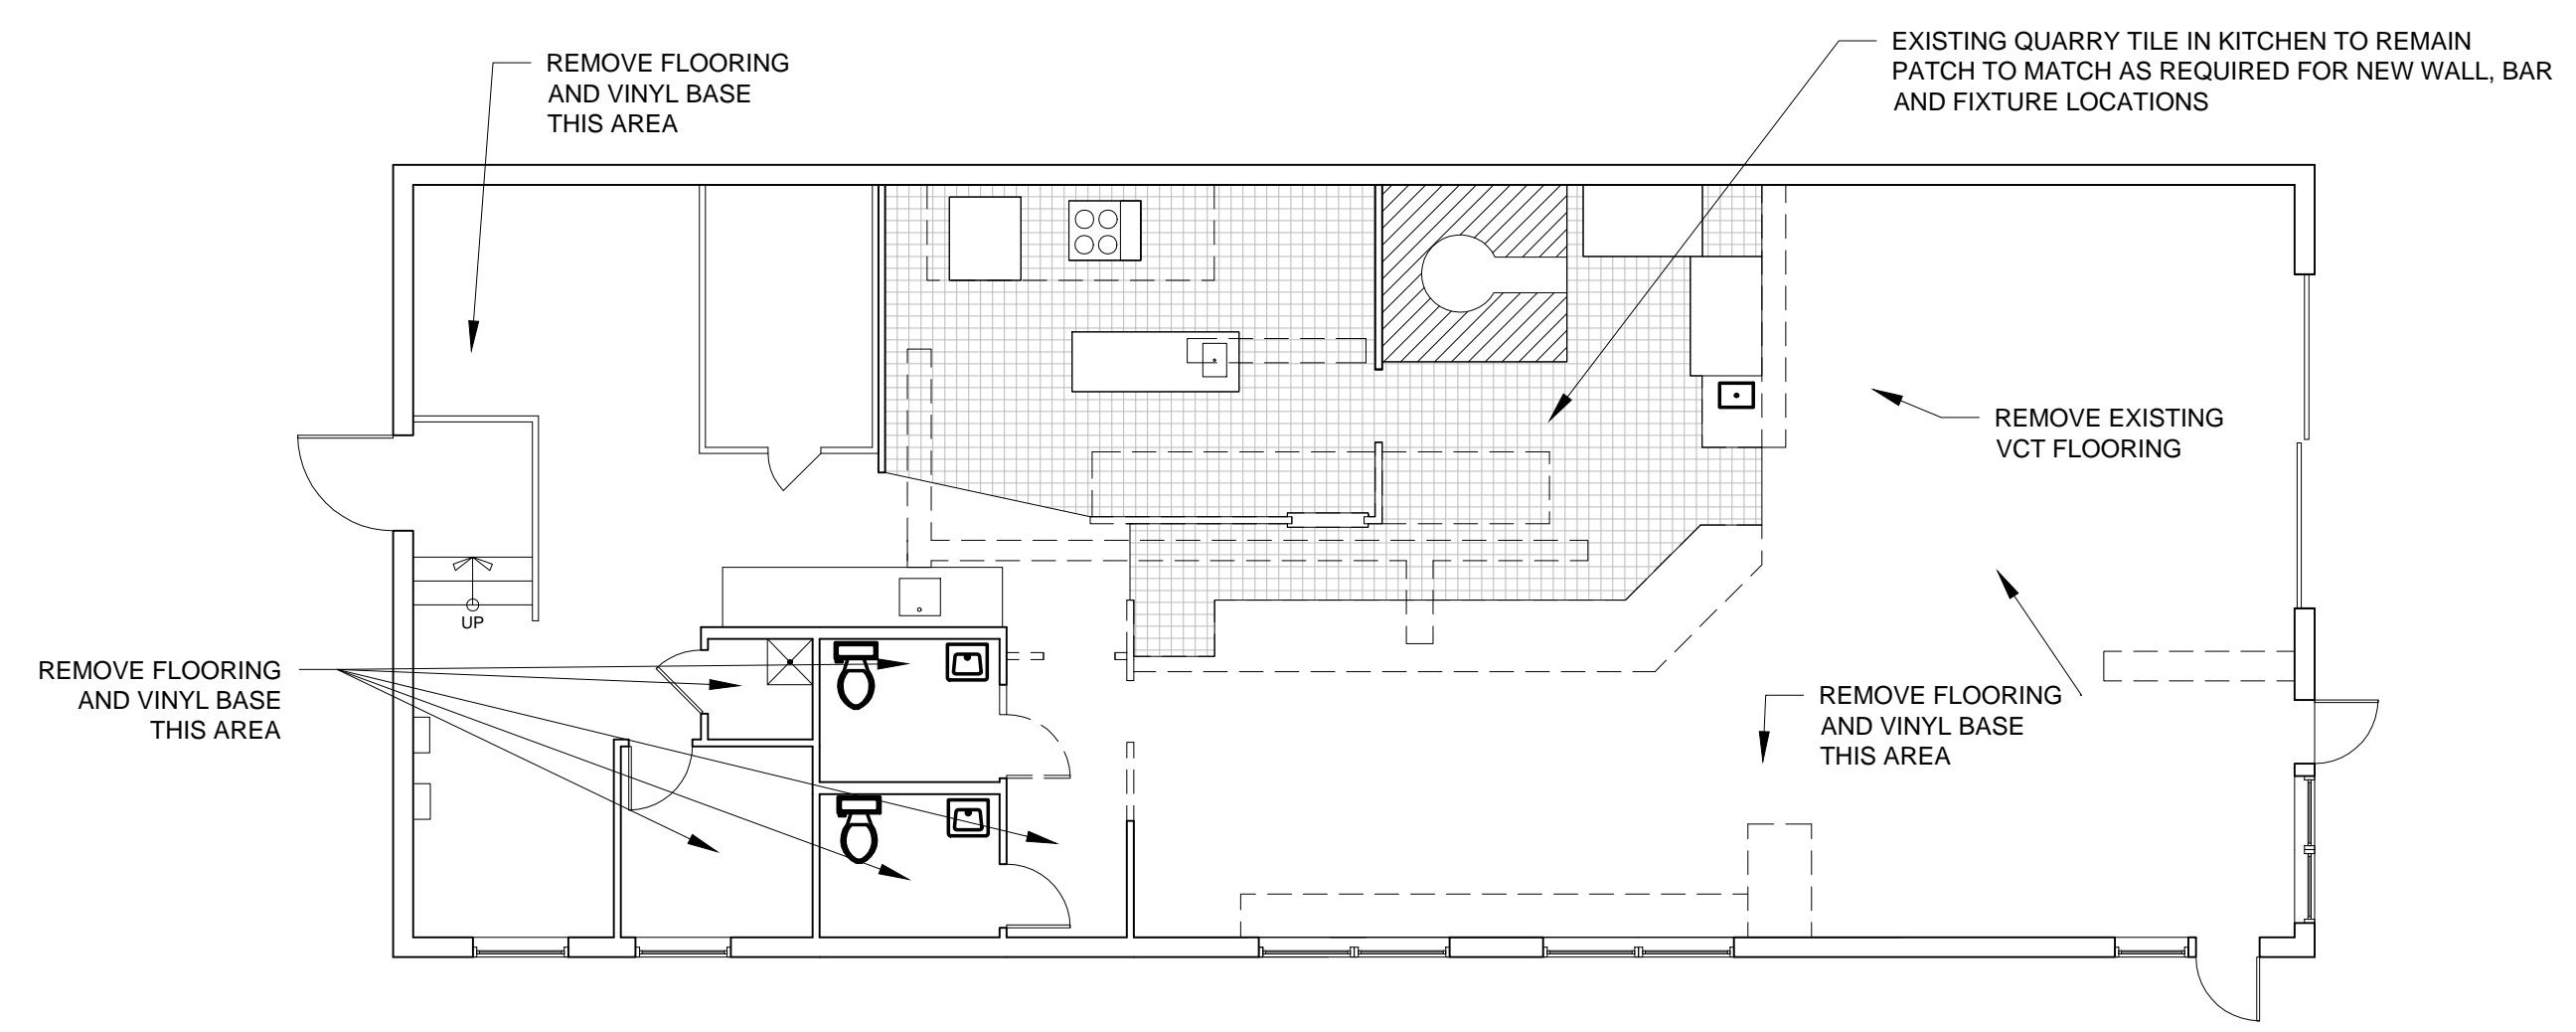 REMOVE FLOORING
AND VINYL BASE
THIS AREA
EXISTING QUARRY TILE IN KITCHEN TO REMAIN
PATCH TO MATCH AS REQUIRED FOR NEW WALL, BAR
AND FIXTURE LOCATIONS
REMOVE EXISTING
VCT FLOORING
UP
REMOVE FLOORING
AND VINYL BASE
THIS AREA
REMOVE FLOORING
AND VINYL BASE
THIS AREA